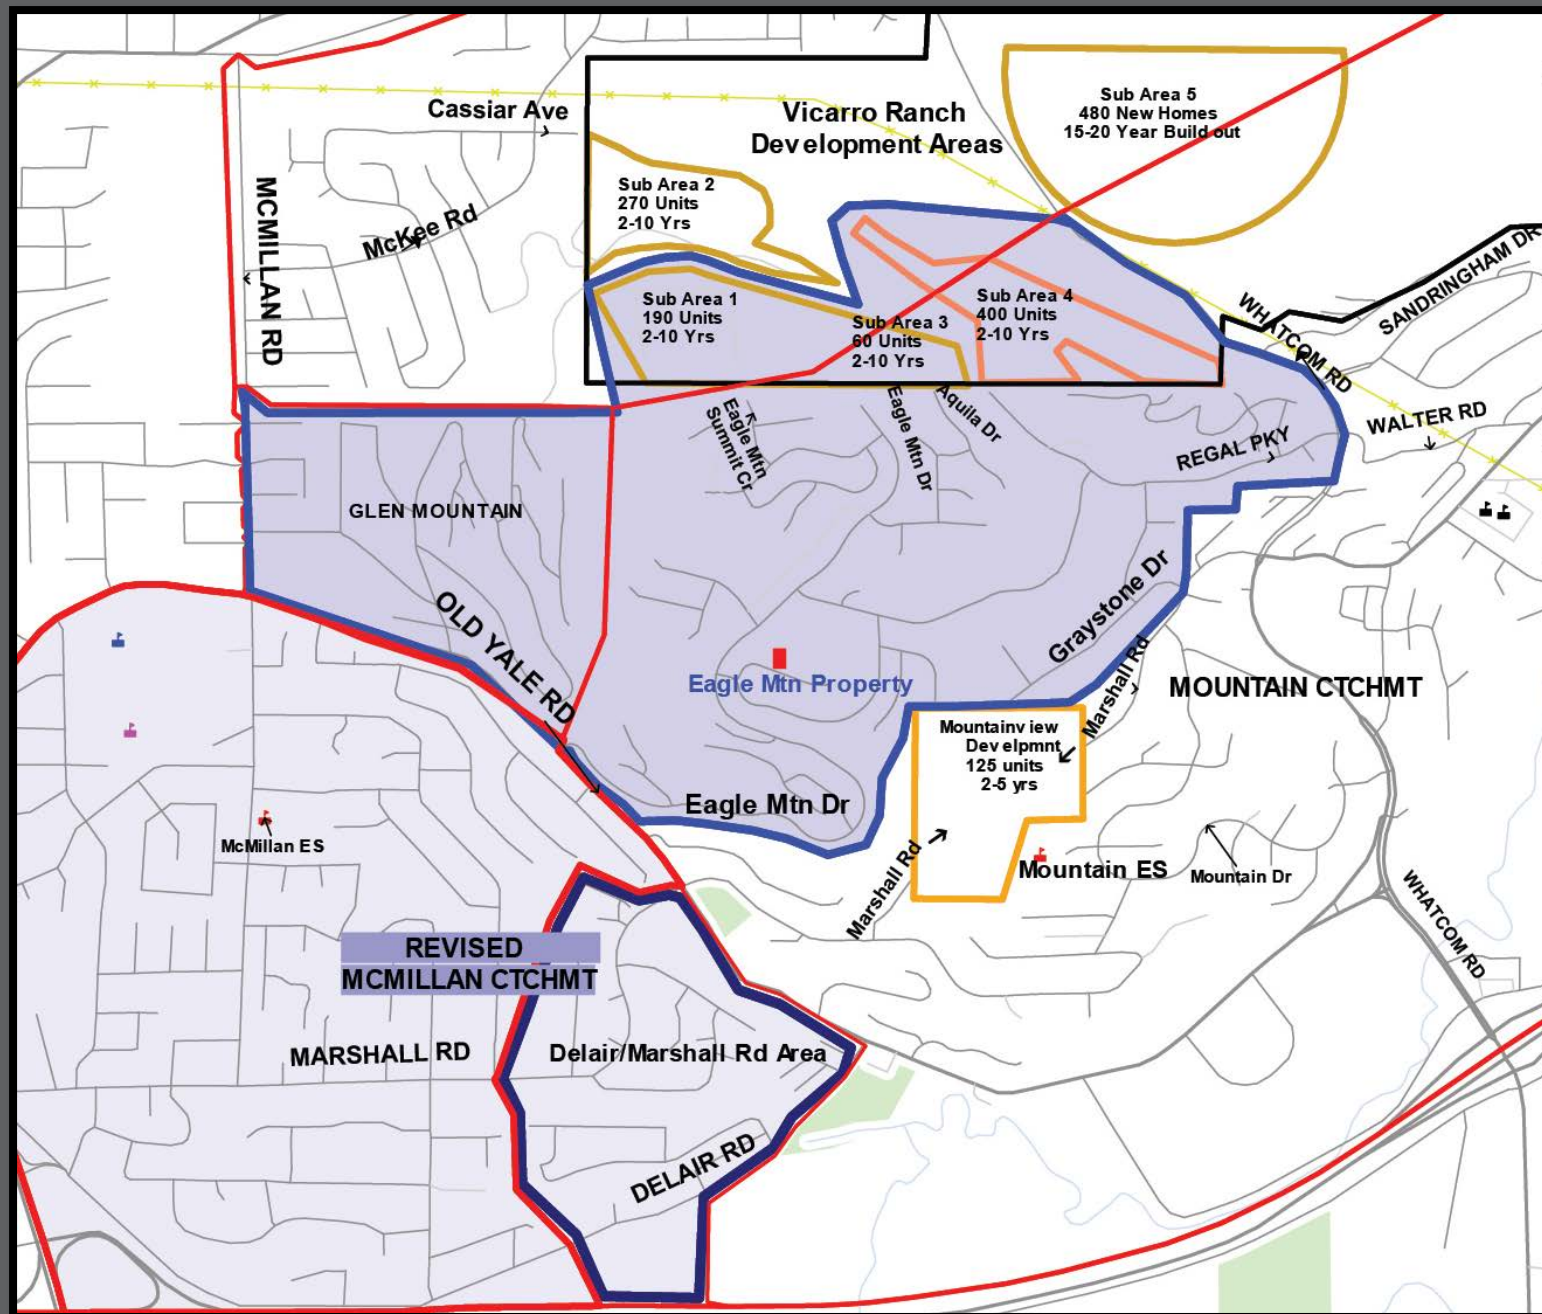 Cassiar Ave
Vicarro Ranch
Development Areas
Sub Area 5
480 New Homes
15-20 Year Build out
Sub Area 2
270 Units
2-10 Yrs
MCMILLAN RD
McKee Rd
SANDRINGHAM DR
Sub Area 1
190 Units
2-10 Yrs
Sub Area 3
60 Units
2-10 Yrs
Sub Area 4
400 Units
2-10 Yrs
WHATCOM RD
WALTER RD
Eagle Mtn
Summit Cr
Eagle Mtn Dr
Aquila Dr
REGAL PKY
GLEN MOUNTAIN
OLD YALE RD
Graystone Dr
Eagle Mtn Property
Marshall Rd
MOUNTAIN CTCHMT
Mountainview
Develpmnt
125 units
2-5 yrs
Eagle Mtn Dr
McMillan ES
Marshall Rd
Mountain ES
Mountain Dr
WHATCOM RD
REVISED
MCMILLAN CTCHMT
MARSHALL RD
Delair/Marshall Rd Area
DELAIR RD